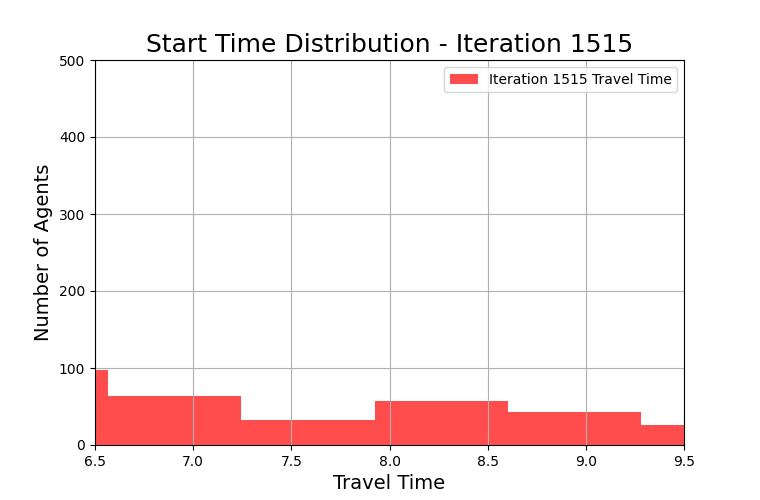 Start Time Distribution - Iteration 1515
Iteration 1515 Travel Time
Number of Agents
500
400
300
200
100
0
6.5 7.0 7.5 8.0 8.5 9.0 9.5
Travel Time